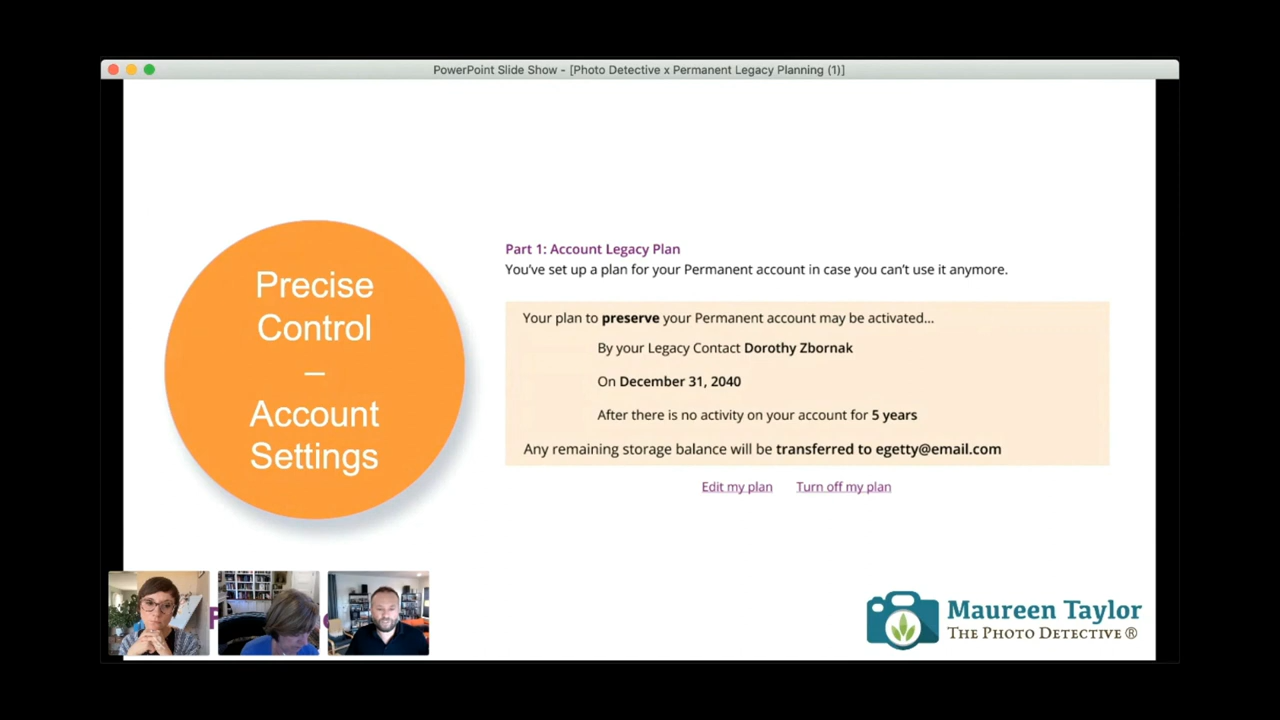 PowerPoint Slide Show - [Photo Detective x Permanent Legacy Planning (1)]
Precise
Control
–
Account
Settings
Part 1: Account Legacy Plan
You've set up a plan for your Permanent account in case you can't use it anymore.
Your plan to preserve your Permanent account may be activated...
By your Legacy Contact Dorothy Zbornak
On December 31, 2040
After there is no activity on your account for 5 years
Any remaining storage balance will be transferred to egetty@email.com
Edit my plan Turn off my plan
Maureen Taylor
THE PHOTO DETECTIVE ®